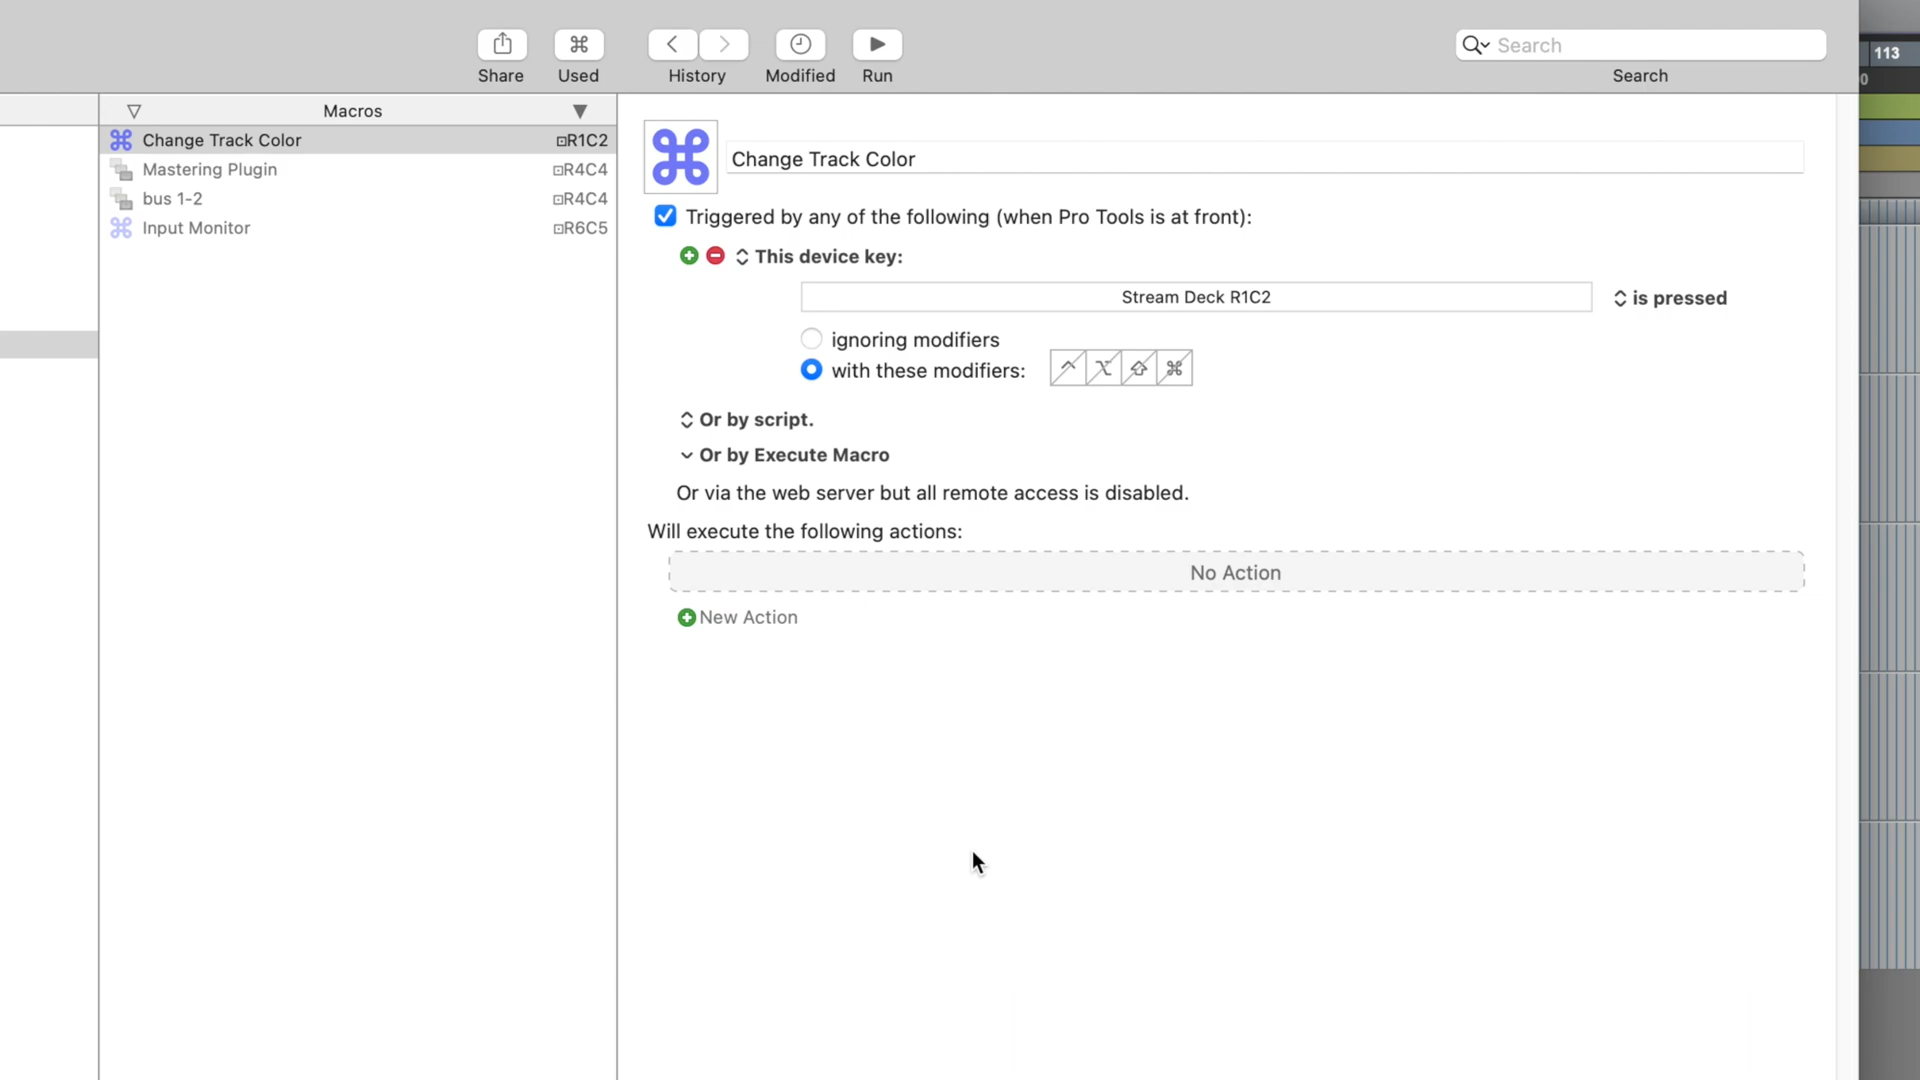 Share
Used
History
Modified
Run
Search
Search
113
0
Macros
Change Track Color
R1C2
Mastering Plugin
R4C4
bus 1-2
R4C4
Input Monitor
R6C5
Change Track Color
Triggered by any of the following (when Pro Tools is at front):
This device key:
Stream Deck R1C2
is pressed
ignoring modifiers
with these modifiers:
Or by script.
Or by Execute Macro
Or via the web server but all remote access is disabled.
Will execute the following actions:
No Action
New Action